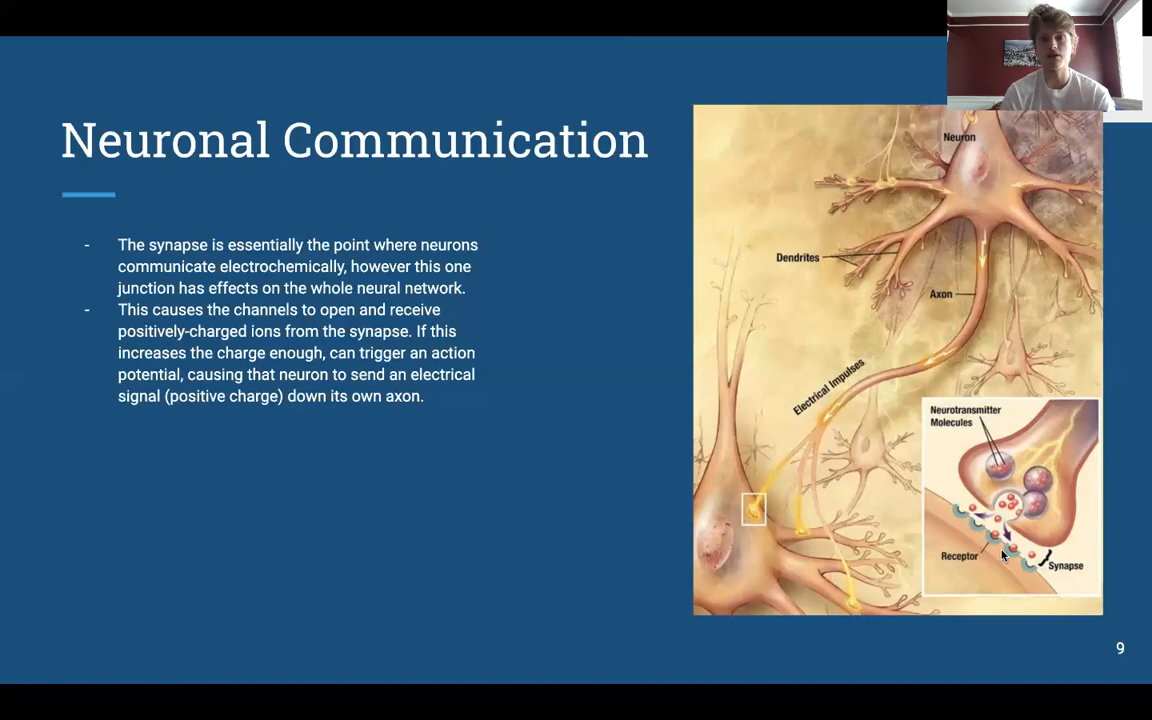 Neuronal Communication
- The synapse is essentially the point where neurons
communicate electrochemically, however this one
junction has effects on the whole neural network.
- This causes the channels to open and receive
positively-charged ions from the synapse. If this
increases the charge enough, can trigger an action
potential, causing that neuron to send an electrical
signal (positive charge) down its own axon.
Neuron
Dendrites
Axon
Electrical Impulses
Neurotransmitter
Molecules
Receptor
Synapse
9